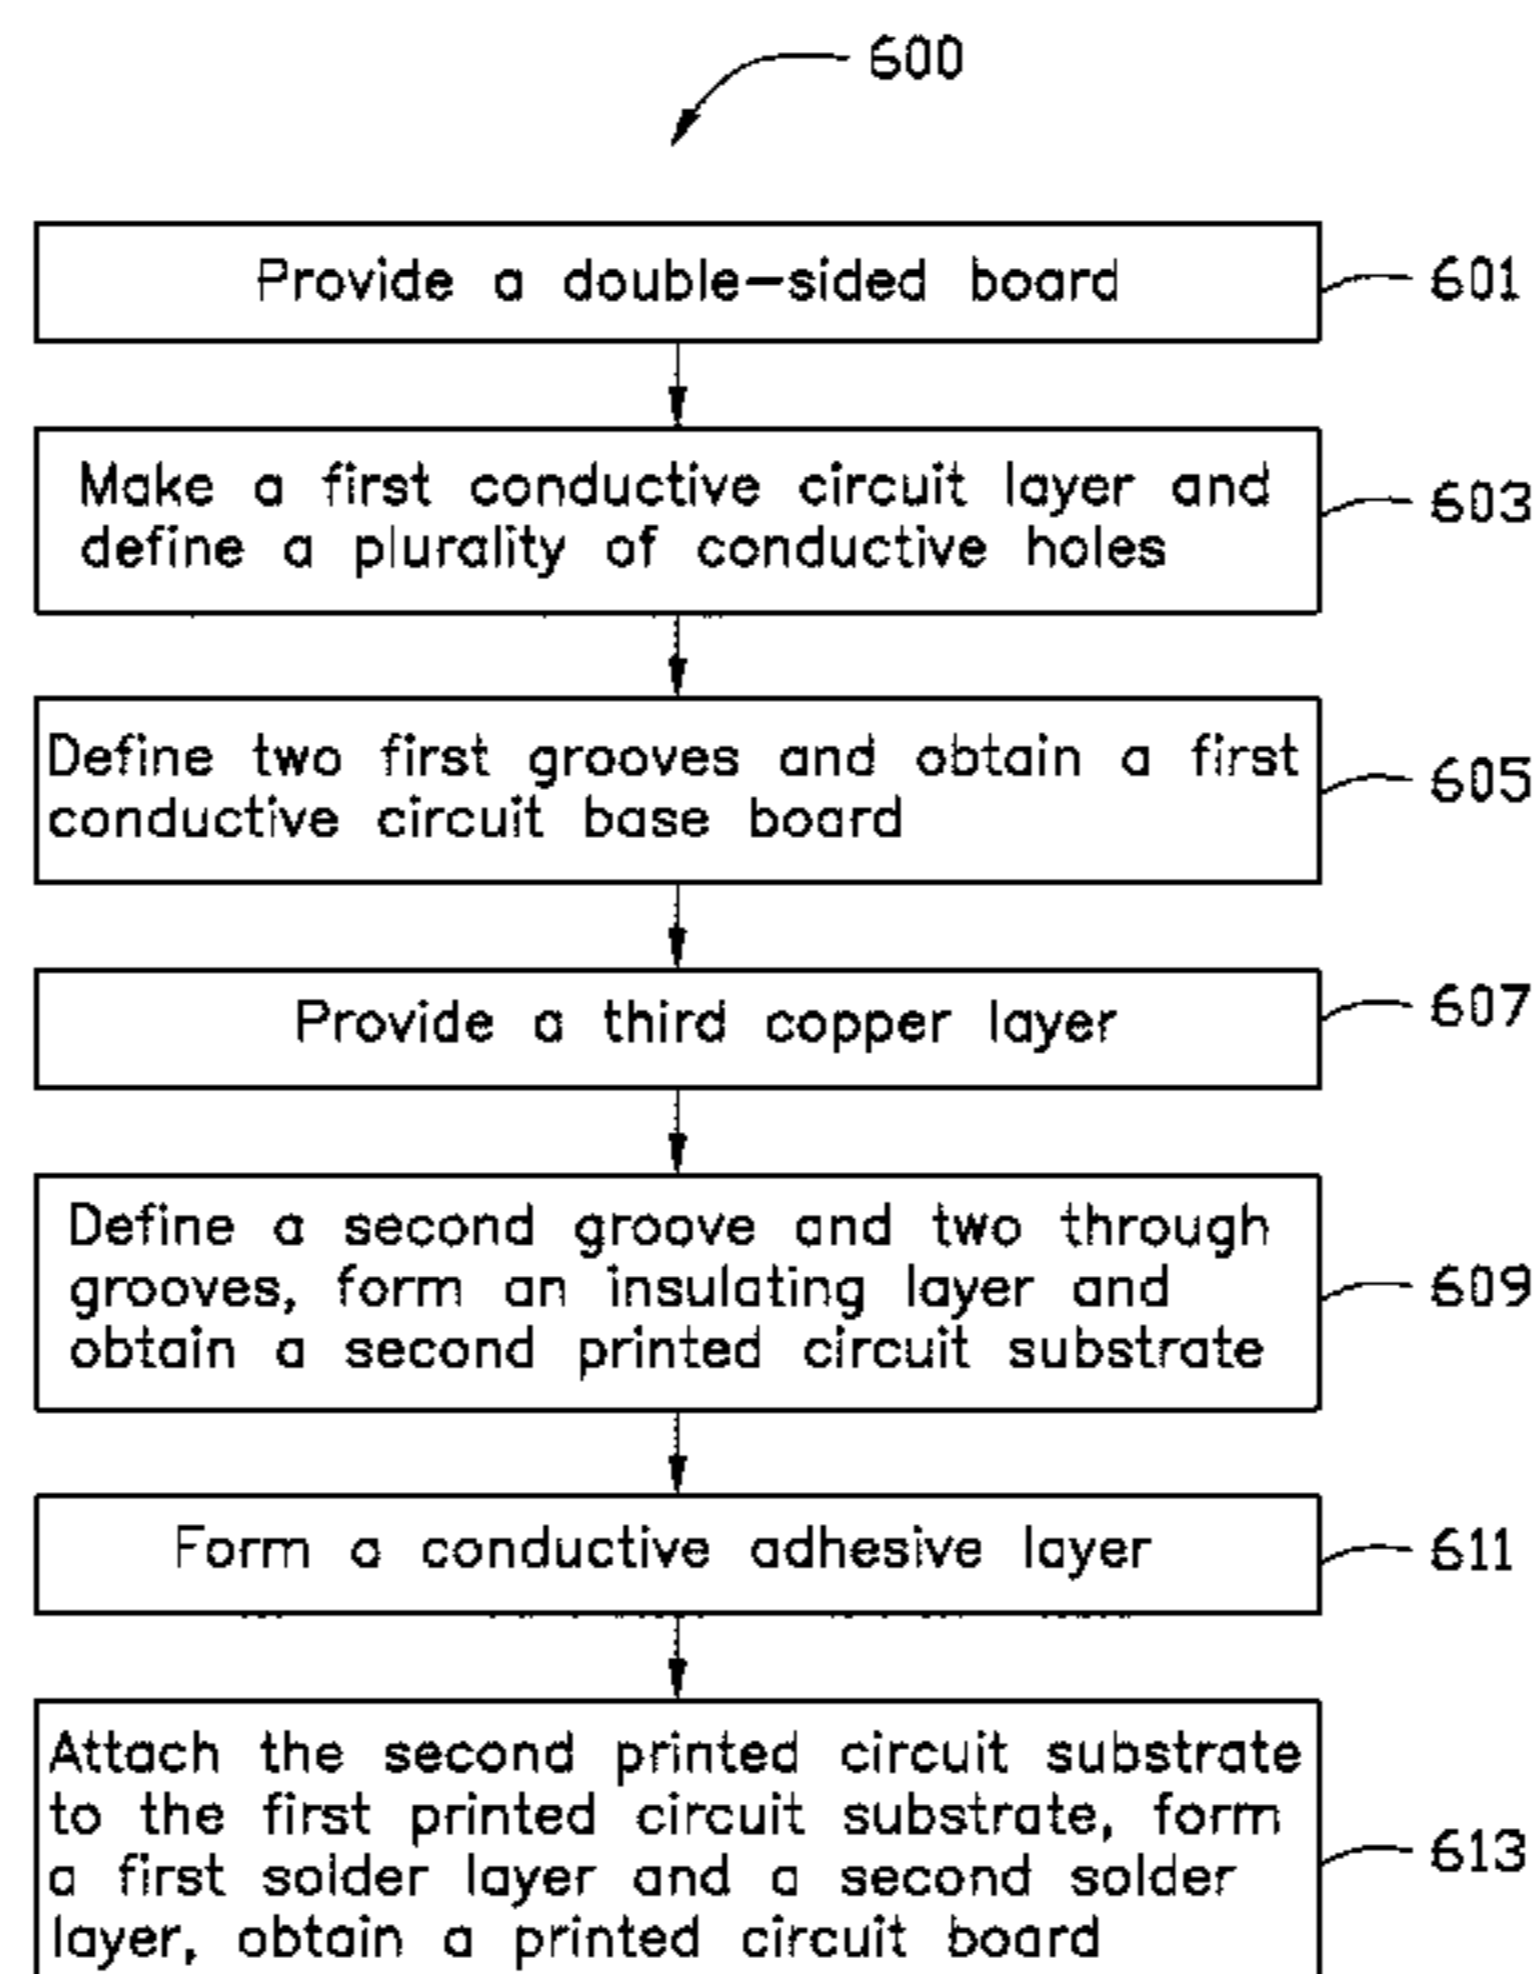 600
Provide a double-sided board
601
Make a first conductive circuit layer and
define a plurality of conductive holes
603
Define two first grooves and obtain a first
conductive circuit base board
605
Provide a third copper layer
607
Define a second groove and two through
grooves, form an insulating layer and
obtain a second printed circuit substrate
609
Form a conductive adhesive layer
611
Attach the second printed circuit substrate
to the first printed circuit substrate, form
a first solder layer and a second solder
layer, obtain a printed circuit board
613